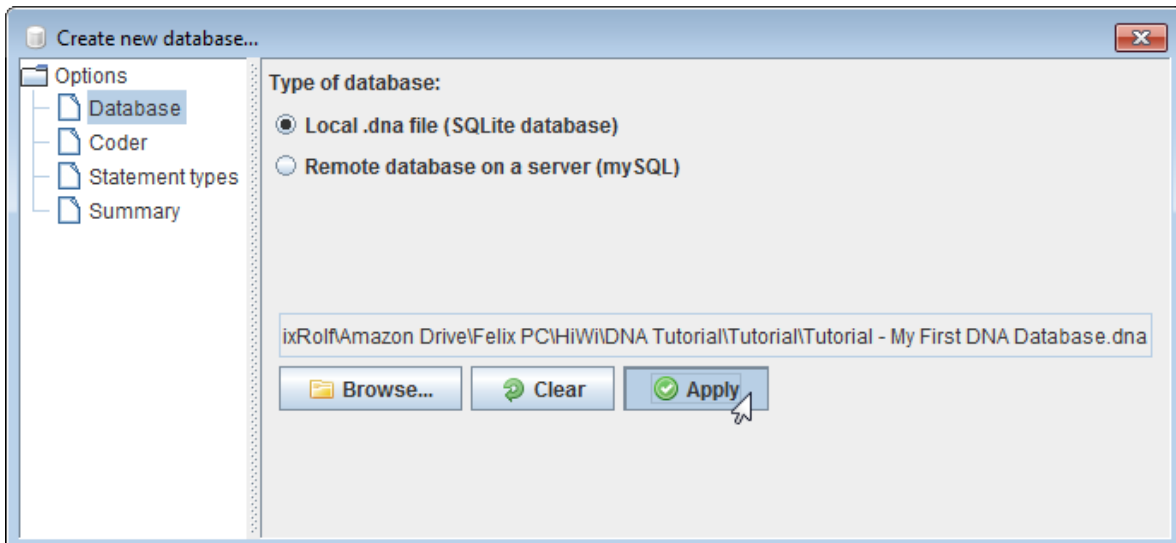 Create new database...
Options
Database
Coder
Statement types
Summary
Type of database:
Local .dna file (SQLite database)
Remote database on a server (mySQL)
ixRolf\Amazon Drive\Felix PC\HiWi\DNA Tutorial\Tutorial\Tutorial - My First DNA Database.dna
Browse...
Clear
Apply